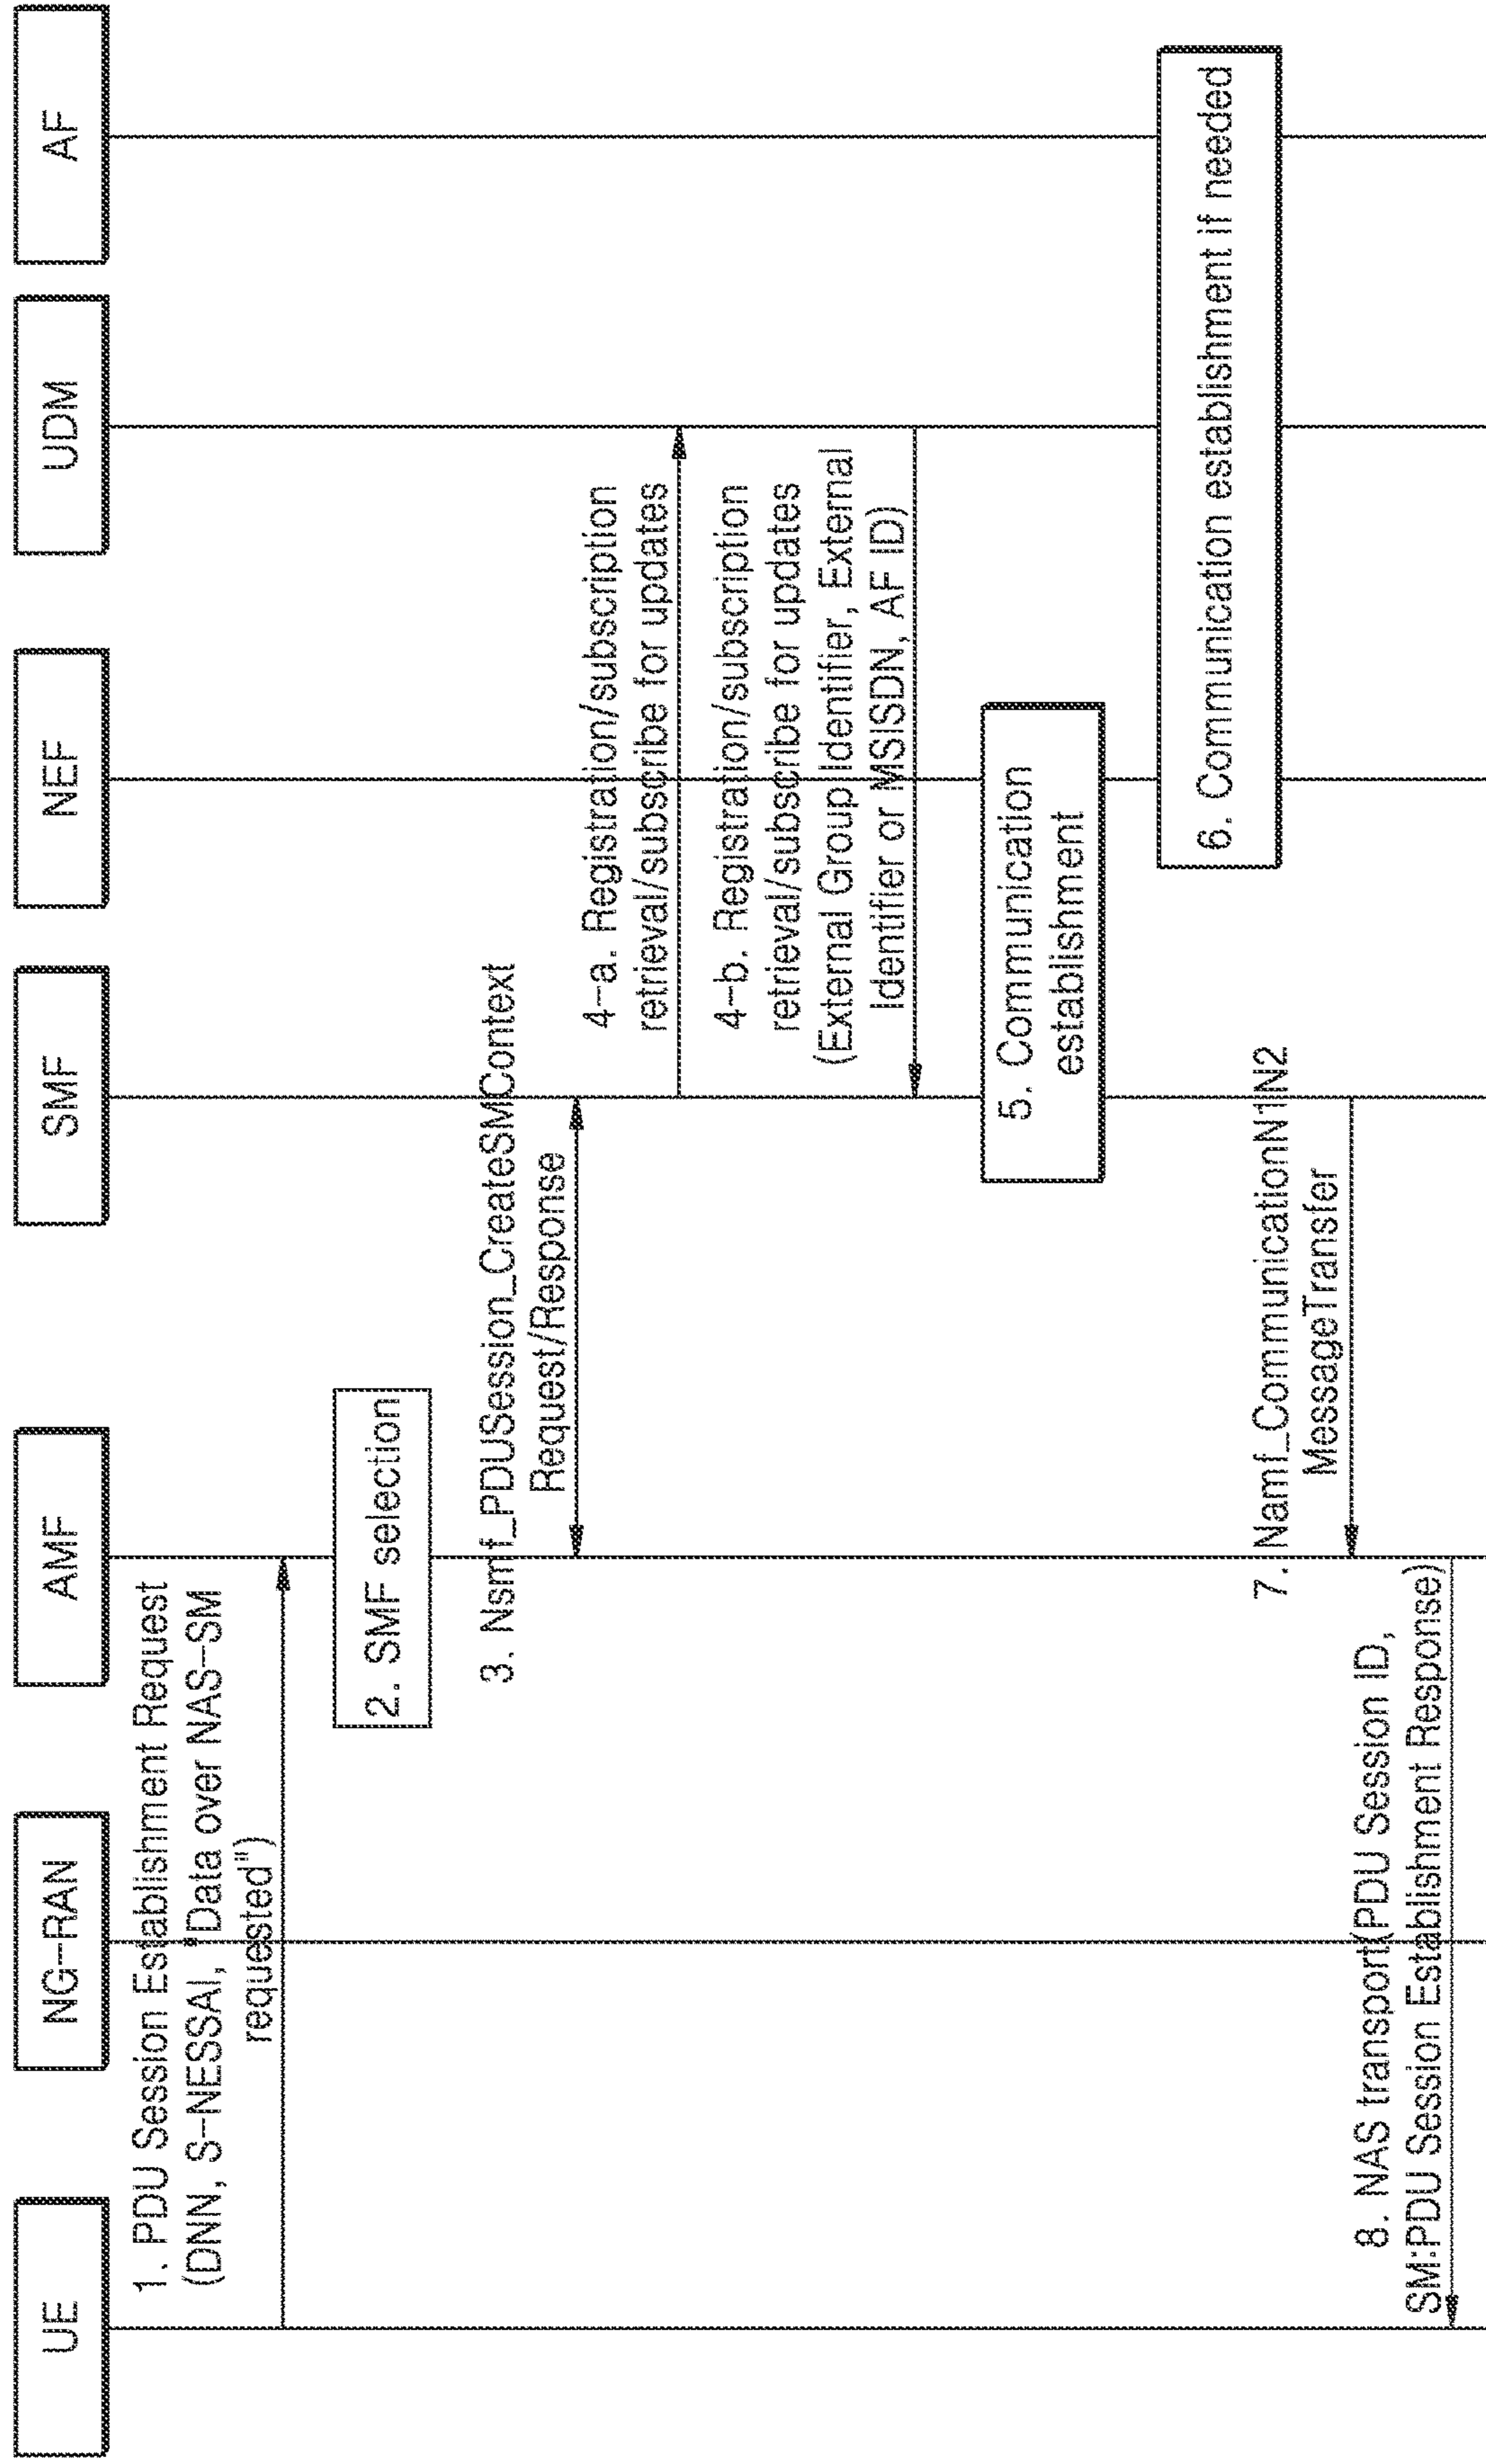 UE
NG-RAN
AMF
SMF
NEF
UDM
AF
1. PDU Session Establishment Request
(DNN, S-NESSAI, "Data over NAS-SM
requested")
2. SMF selection
3. Nsmf_PDUSession_CreateSMContext
Request/Response
4-a. Registration/subscription
retrieval/subscribe for updates
4-b. Registration/subscription
retrieval/subscribe for updates
(External Group Identifier, External
Identifier or MSISDN, AF ID)
5. Communication
establishment
6. Communication establishment if needed
7. Namf_CommunicationN1N2
MessageTransfer
8. NAS transport(PDU Session ID,
SM:PDU Session Establishment Response)